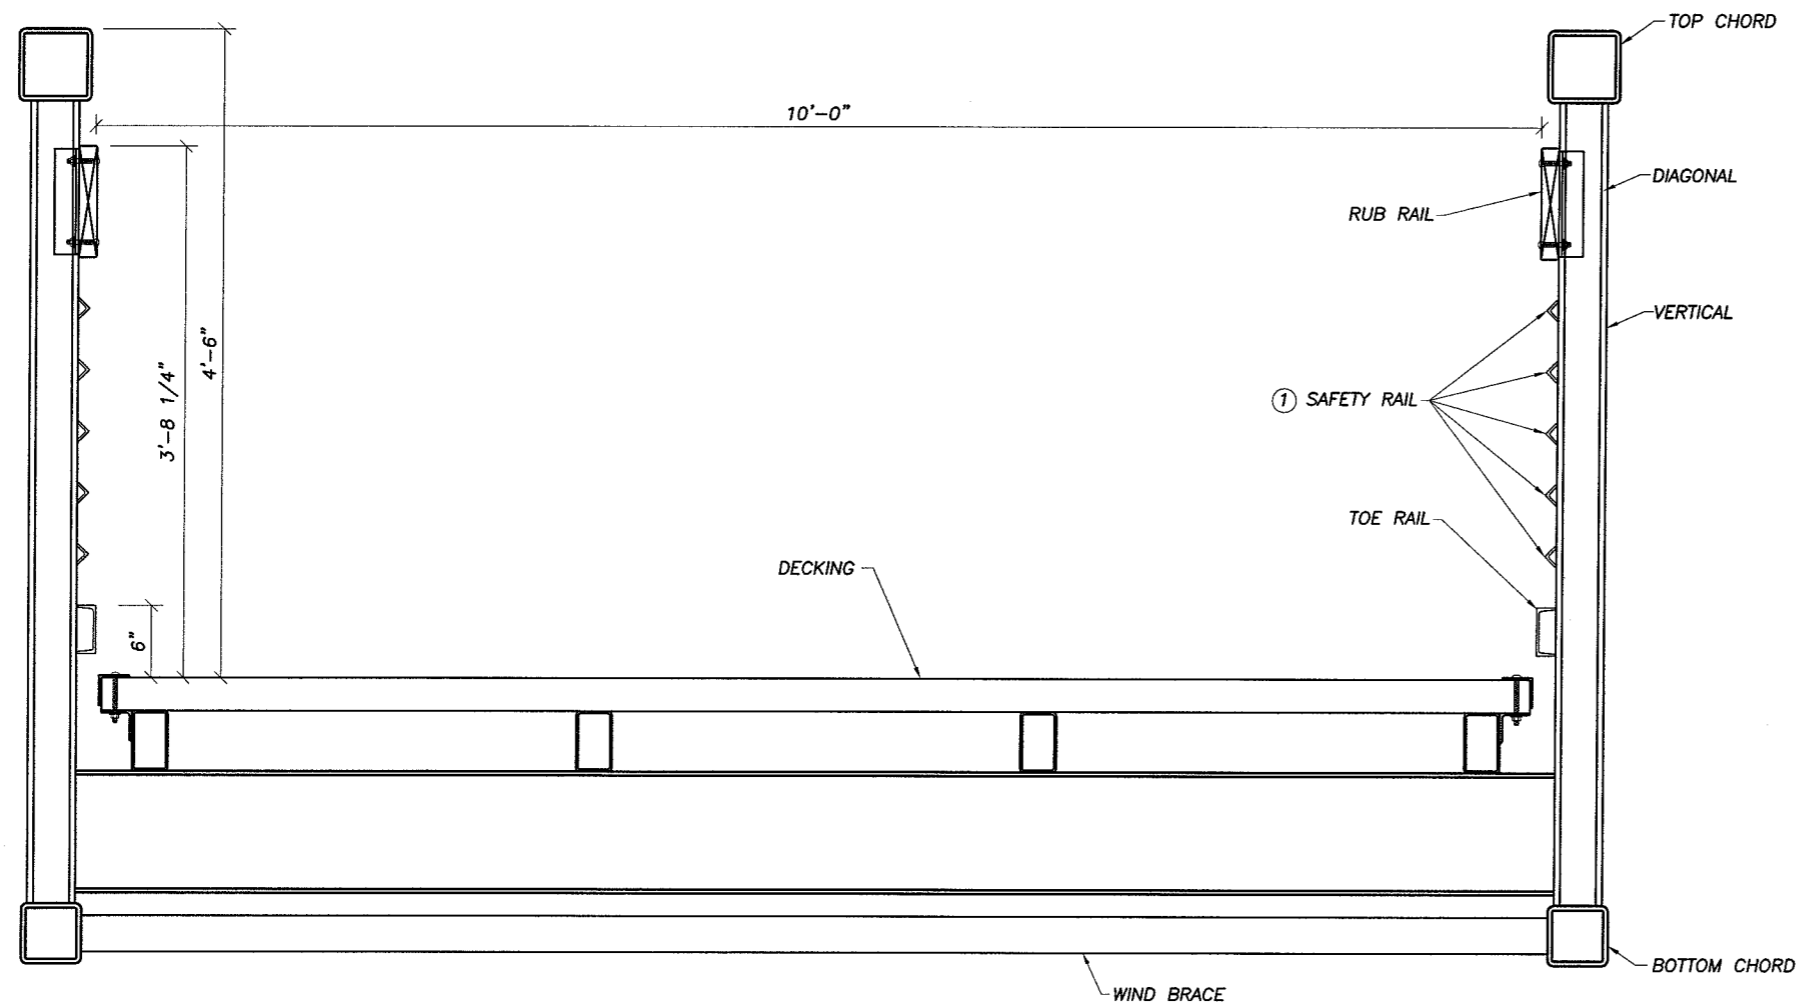 TOP CHORD
10'-0"
DIAGONAL
RUB RAIL
VERTICAL
4'-6"
3'-8 1/4"
1 SAFETY RAIL
TOE RAIL
DECKING
6"
BOTTOM CHORD
WIND BRACE